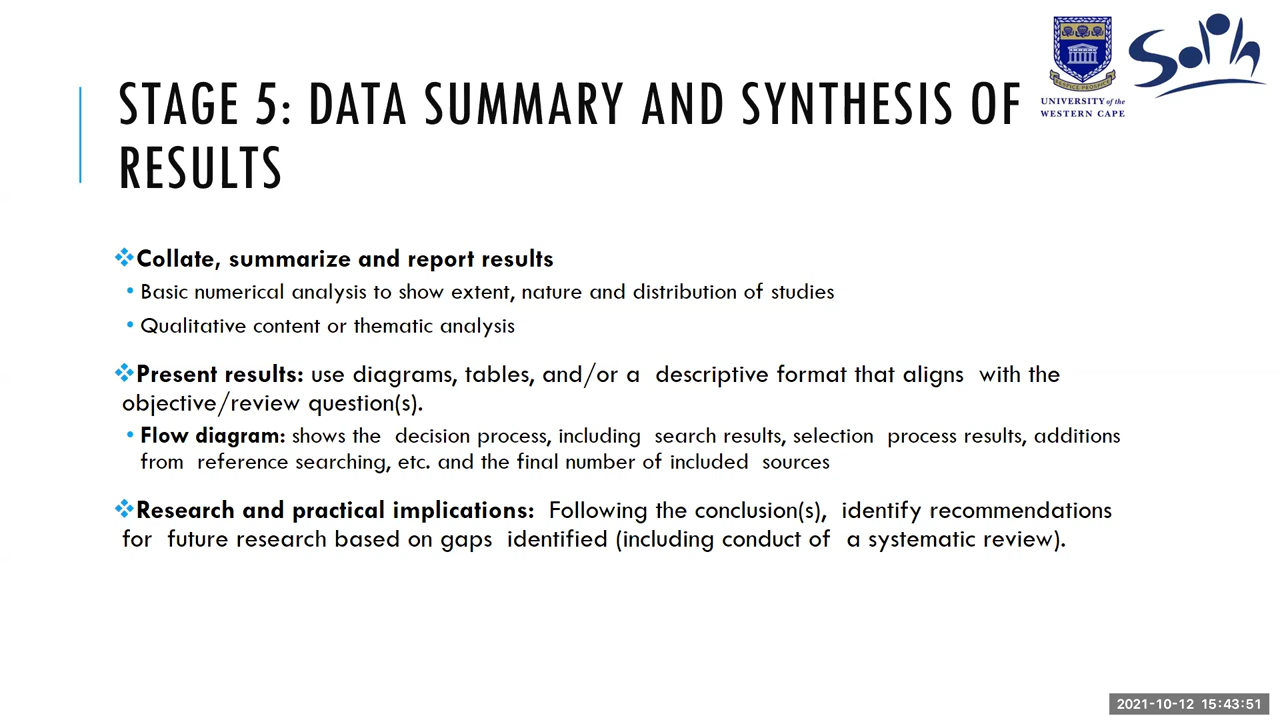 STAGE 5: DATA SUMMARY AND SYNTHESIS OF
RESULTS
UNIVERSITY of the
WESTERN CAPE
SOPH
Collate, summarize and report results
Basic numerical analysis to show extent, nature and distribution of studies
Qualitative content or thematic analysis
Present results: use diagrams, tables, and/or a descriptive format that aligns with the
objective/review question(s).
Flow diagram: shows the decision process, including search results, selection process results, additions
from reference searching, etc. and the final number of included sources
Research and practical implications: Following the conclusion(s), identify recommendations
for future research based on gaps identified (including conduct of a systematic review).
2021-10-12 15:43:51